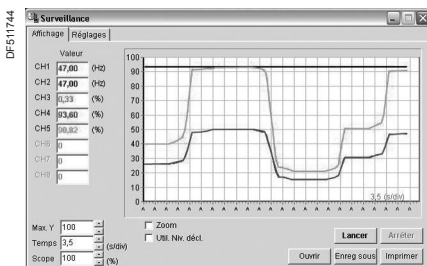 DF511744
Surveillance
Affichage Réglages
Valeur
CH1 47,00 (Hz)
CH2 47,00 (Hz)
CH3 0,33 (%)
CH4 93,60 (%)
CH5 90,82 (%)
CH6 0
CH7 0
CH8 0
100
90
80
70
60
50
40
30
20
10
0
3,5 (s/div)
Max. Y 100
Temps 3,5 (s/div)
Scope 100 (%)
Zoom
Util. Niv. décl.
Lancer Arrêter
Ouvrir Enreg sous Imprimer